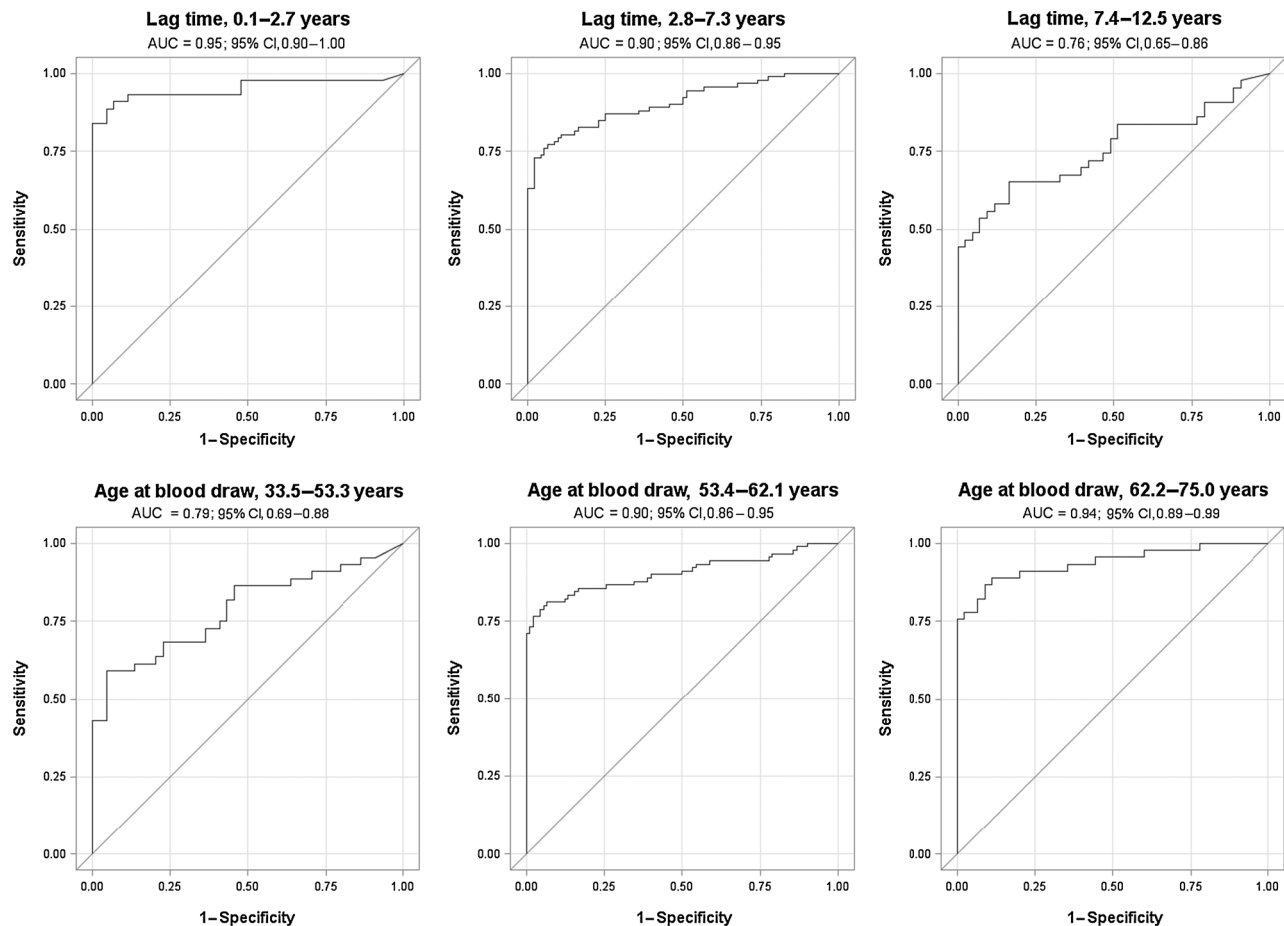 Lag time, 0.1–2.7 years
AUC = 0.95; 95% CI, 0.90–1.00
1.00
0.75
0.50
0.25
0.00
Sensitivity
0.00 0.25 0.50 0.75 1.00
1–Specificity
Lag time, 2.8–7.3 years
AUC = 0.90; 95% CI, 0.86–0.95
1.00
0.75
0.50
0.25
0.00
Sensitivity
0.00 0.25 0.50 0.75 1.00
1–Specificity
Lag time, 7.4–12.5 years
AUC = 0.76; 95% CI, 0.65–0.86
1.00
0.75
0.50
0.25
0.00
Sensitivity
0.00 0.25 0.50 0.75 1.00
1–Specificity
Age at blood draw, 33.5–53.3 years
AUC = 0.79; 95% CI, 0.69–0.88
1.00
0.75
0.50
0.25
0.00
Sensitivity
0.00 0.25 0.50 0.75 1.00
1–Specificity
Age at blood draw, 53.4–62.1 years
AUC = 0.90; 95% CI, 0.86–0.95
1.00
0.75
0.50
0.25
0.00
Sensitivity
0.00 0.25 0.50 0.75 1.00
1–Specificity
Age at blood draw, 62.2–75.0 years
AUC = 0.94; 95% CI, 0.89–0.99
1.00
0.75
0.50
0.25
0.00
Sensitivity
0.00 0.25 0.50 0.75 1.00
1–Specificity